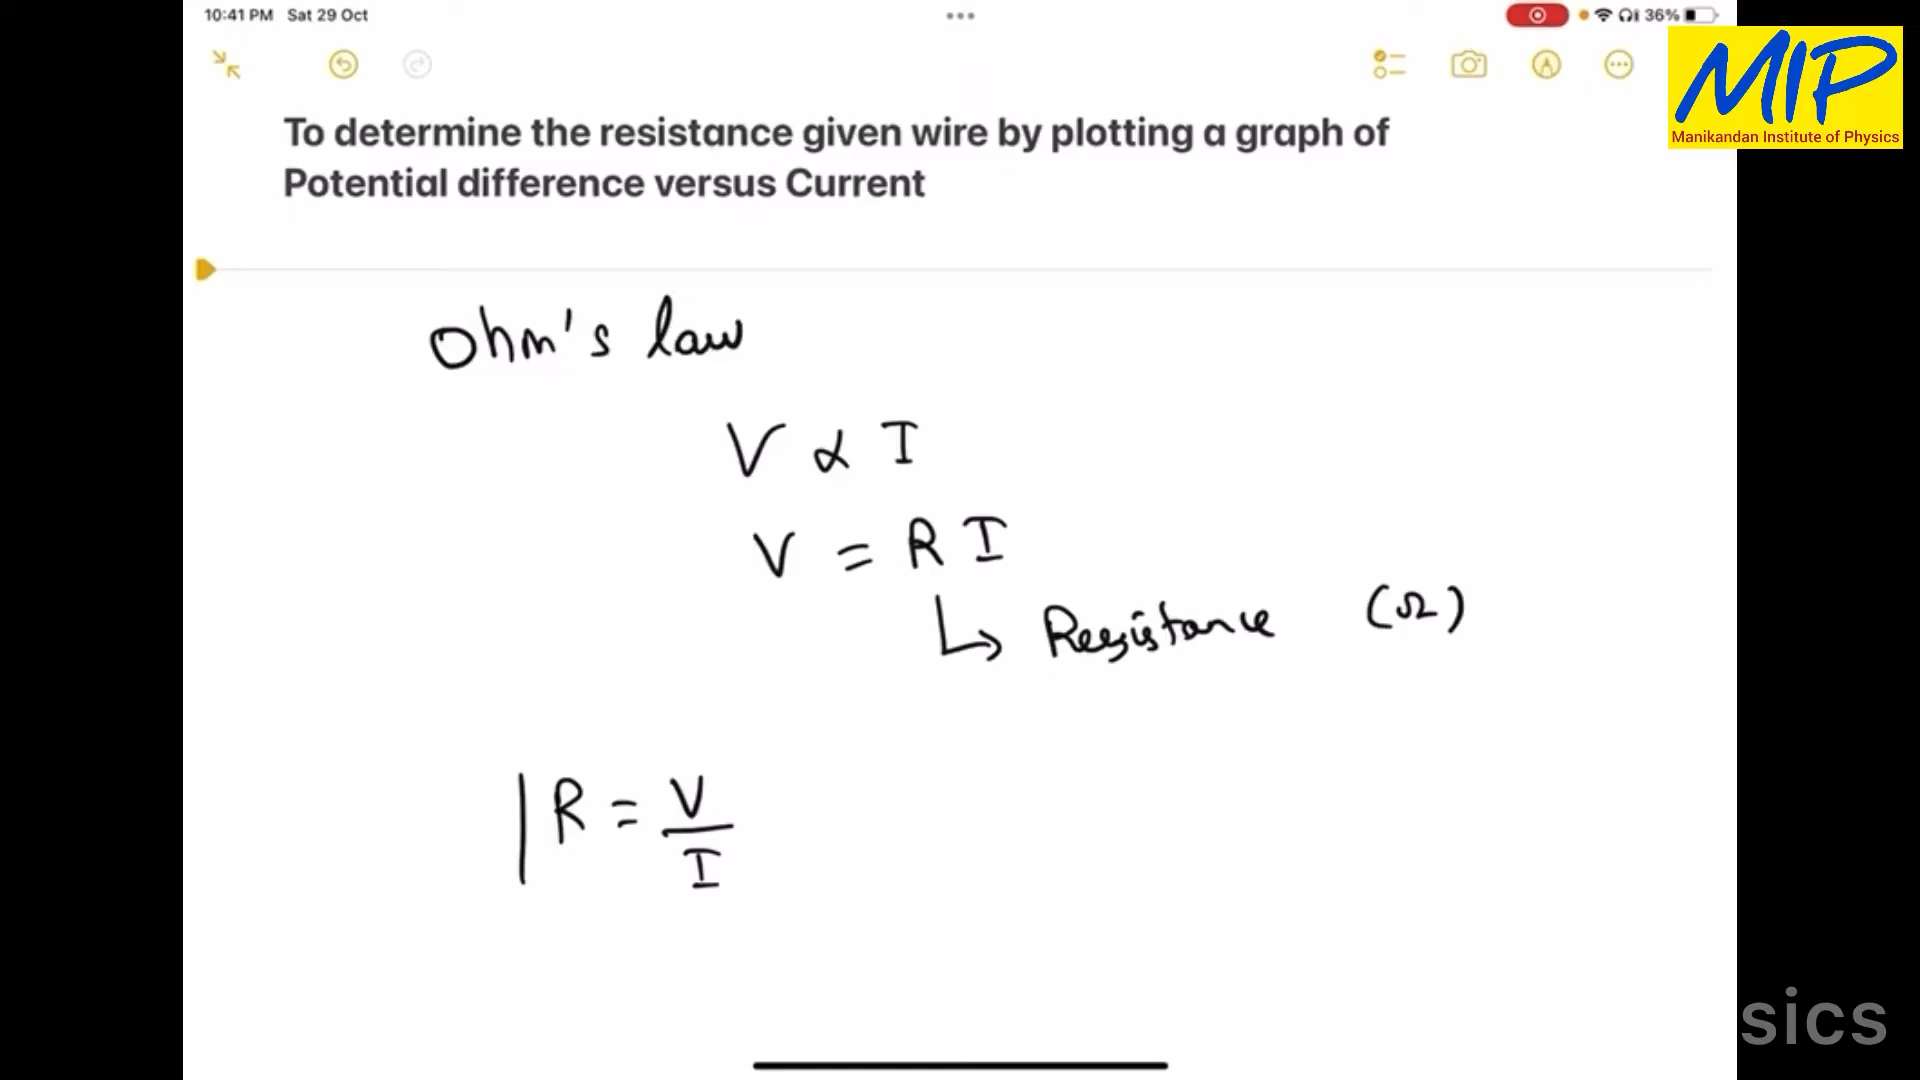 10:41 PM Sat 29 Oct
36%
MIP
Manikandan Institute of Physics
To determine the resistance given wire by plotting a graph of
Potential difference versus Current
Ohm's law
V ∝ I
V = R I
↳ Resistance (Ω)
R = V
I
sics